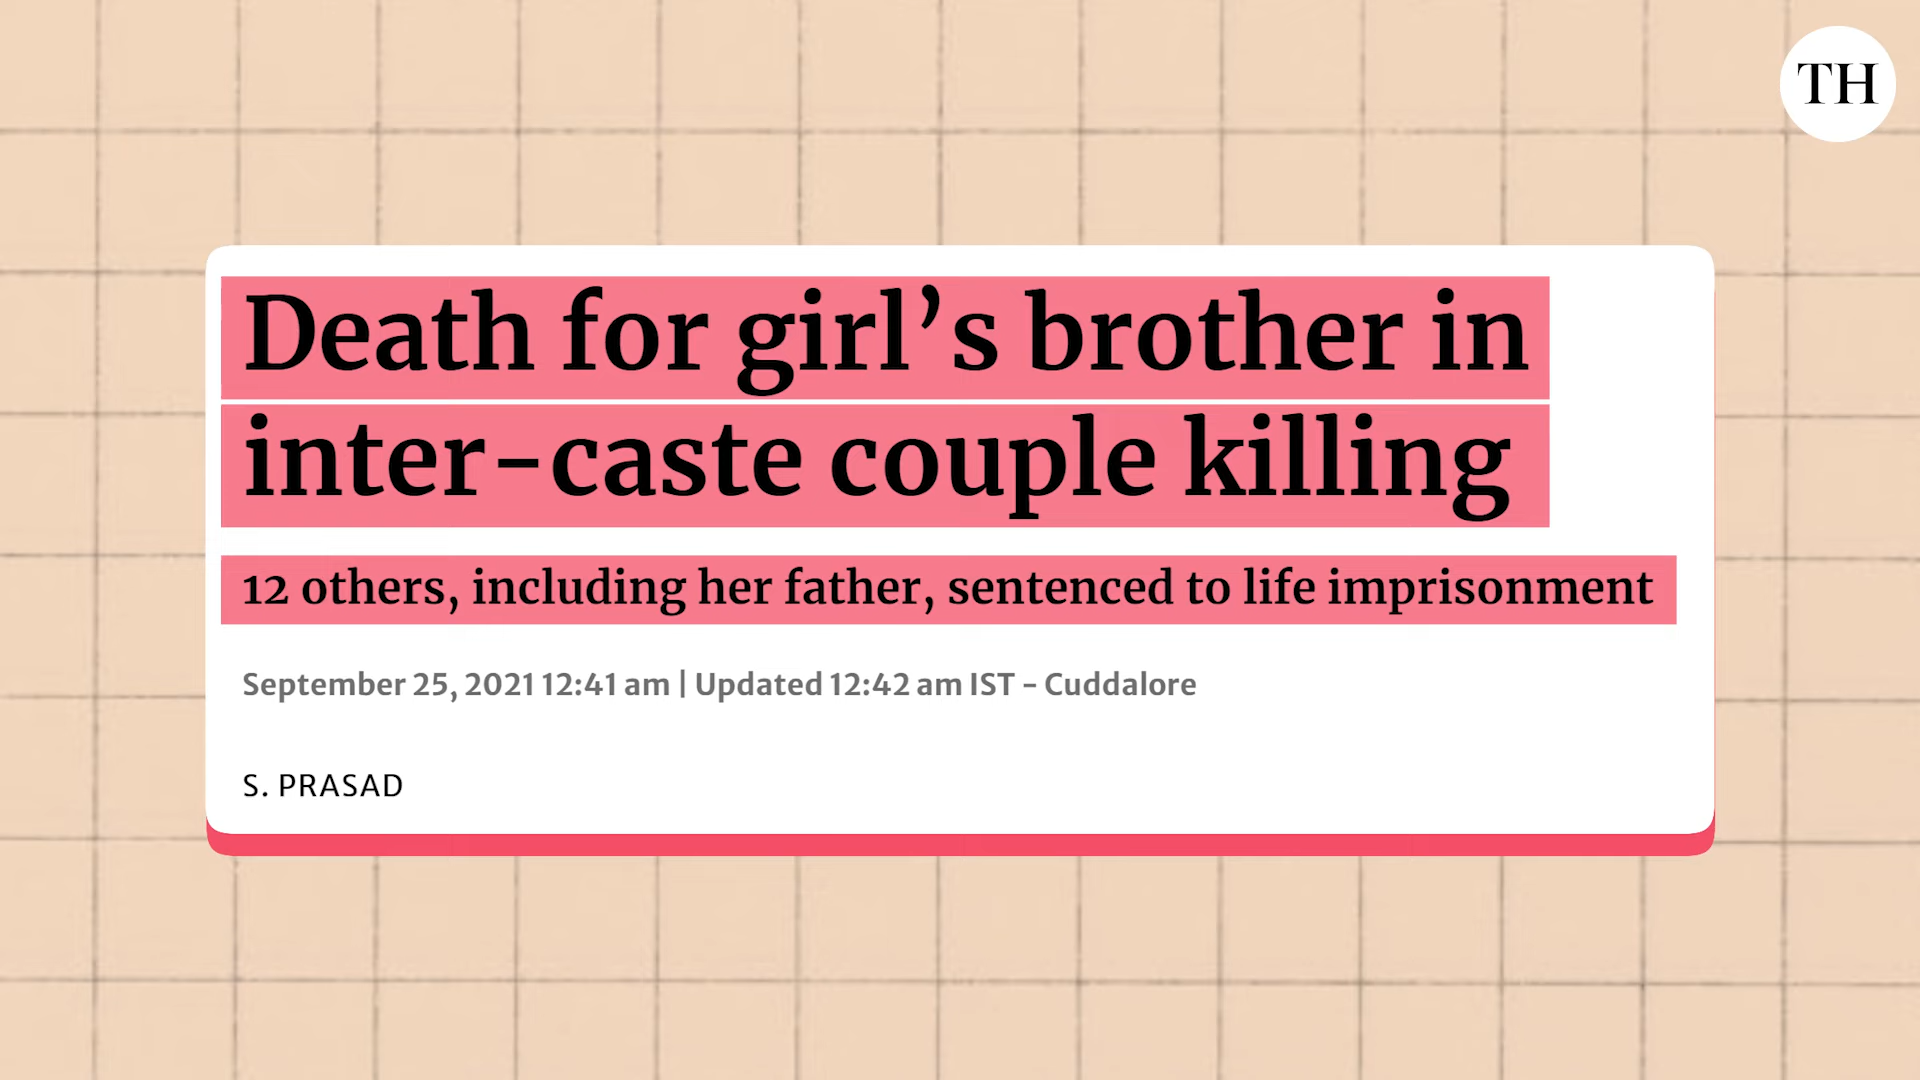 TH
Death for girl’s brother in
inter-caste couple killing
12 others, including her father, sentenced to life imprisonment
September 25, 2021 12:41 am | Updated 12:42 am IST - Cuddalore
S. PRASAD